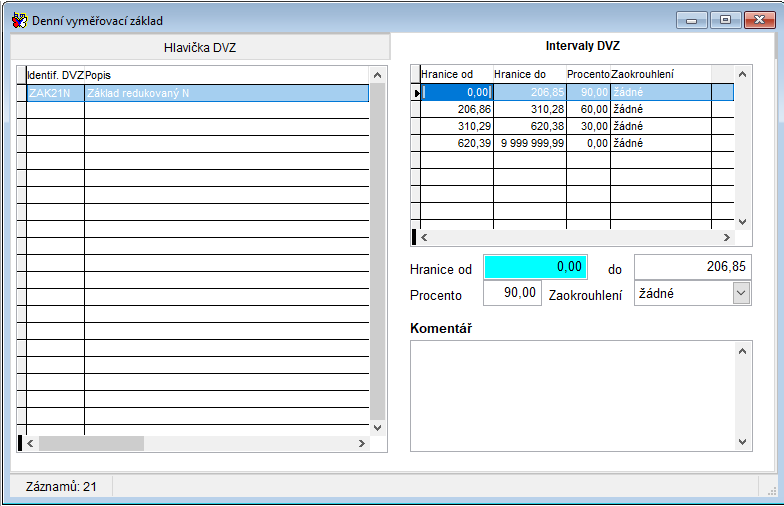 Denní vyměřovací základ
Hlavička DVZ
Intervaly DVZ
Identif. DVZ Popis
ZAK21N Základ redukovaný N
Hranice od Hranice do Procento Zaokrouhlení
0,00 206,85 90,00 žádné
206,86 310,28 60,00 žádné
310,29 620,38 30,00 žádné
620,39 9 999 999,99 0,00 žádné
Hranice od 0,00 do 206,85
Procento 90,00 Zaokrouhlení žádné
Komentář
Záznamů: 21